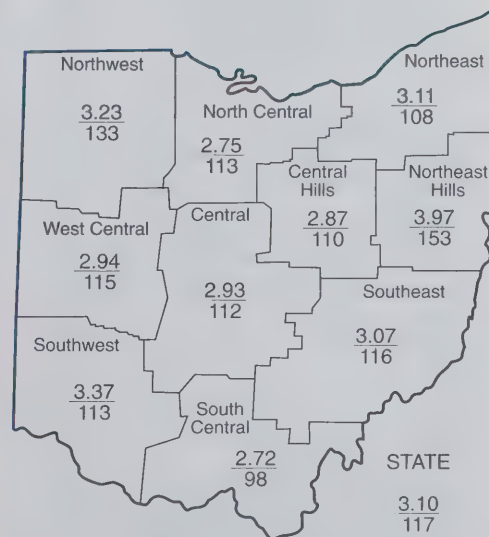 Northwest
3.23
133
North Central
2.75
113
Northeast
3.11
108
West Central
2.94
115
Central
2.93
112
Central
Hills
2.87
110
Northeast
Hills
3.97
153
Southwest
3.37
113
South
Central
2.72
98
Southeast
3.07
116
STATE
3.10
117